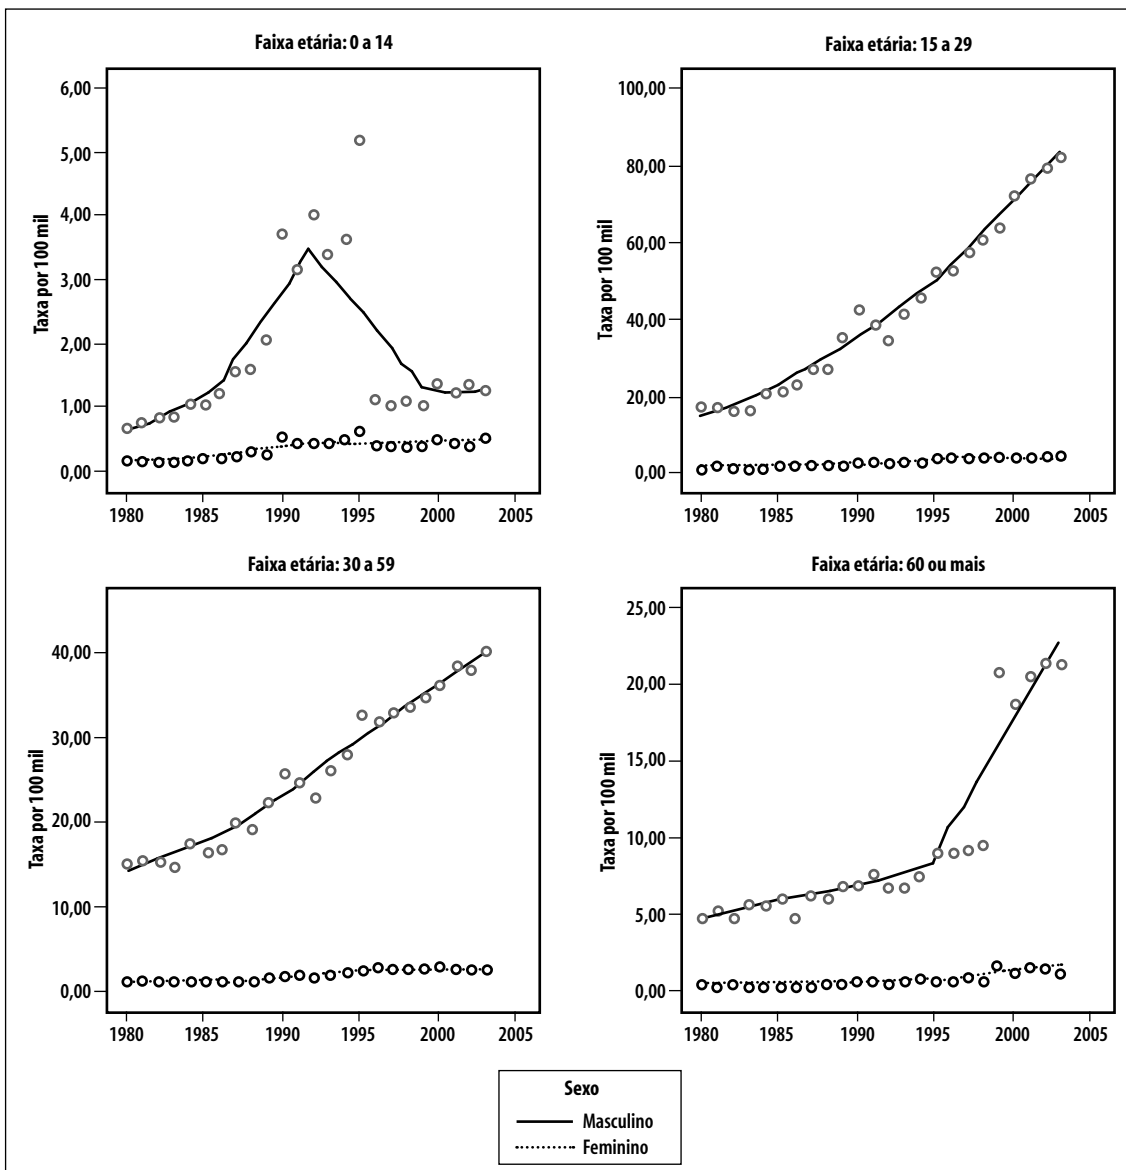 Faixa etária: 0 a 14
Taxa por 100 mil
6,00
5,00
4,00
3,00
2,00
1,00
0,00
1980 1985 1990 1995 2000 2005
Faixa etária: 15 a 29
Taxa por 100 mil
100,00
80,00
60,00
40,00
20,00
0,00
1980 1985 1990 1995 2000 2005
Faixa etária: 30 a 59
Taxa por 100 mil
40,00
30,00
20,00
10,00
0,00
1980 1985 1990 1995 2000 2005
Faixa etária: 60 ou mais
Taxa por 100 mil
25,00
20,00
15,00
10,00
5,00
0,00
1980 1985 1990 1995 2000 2005
Sexo
Masculino
Feminino